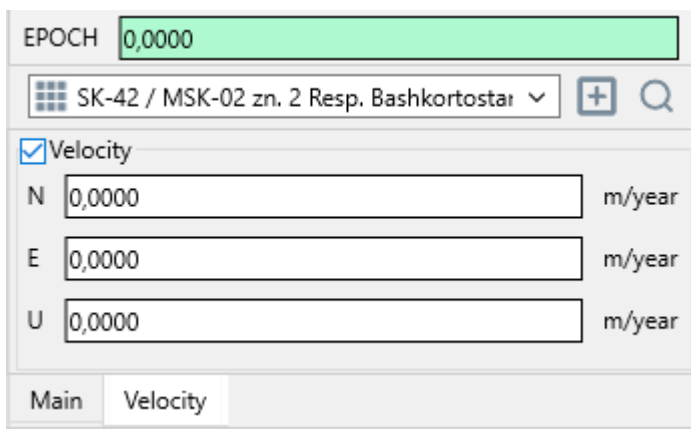 EPOCH 0,0000
SK-42 / MSK-02 zn. 2 Resp. Bashkortostar
Velocity
N 0,0000 m/year
E 0,0000 m/year
U 0,0000 m/year
Main Velocity